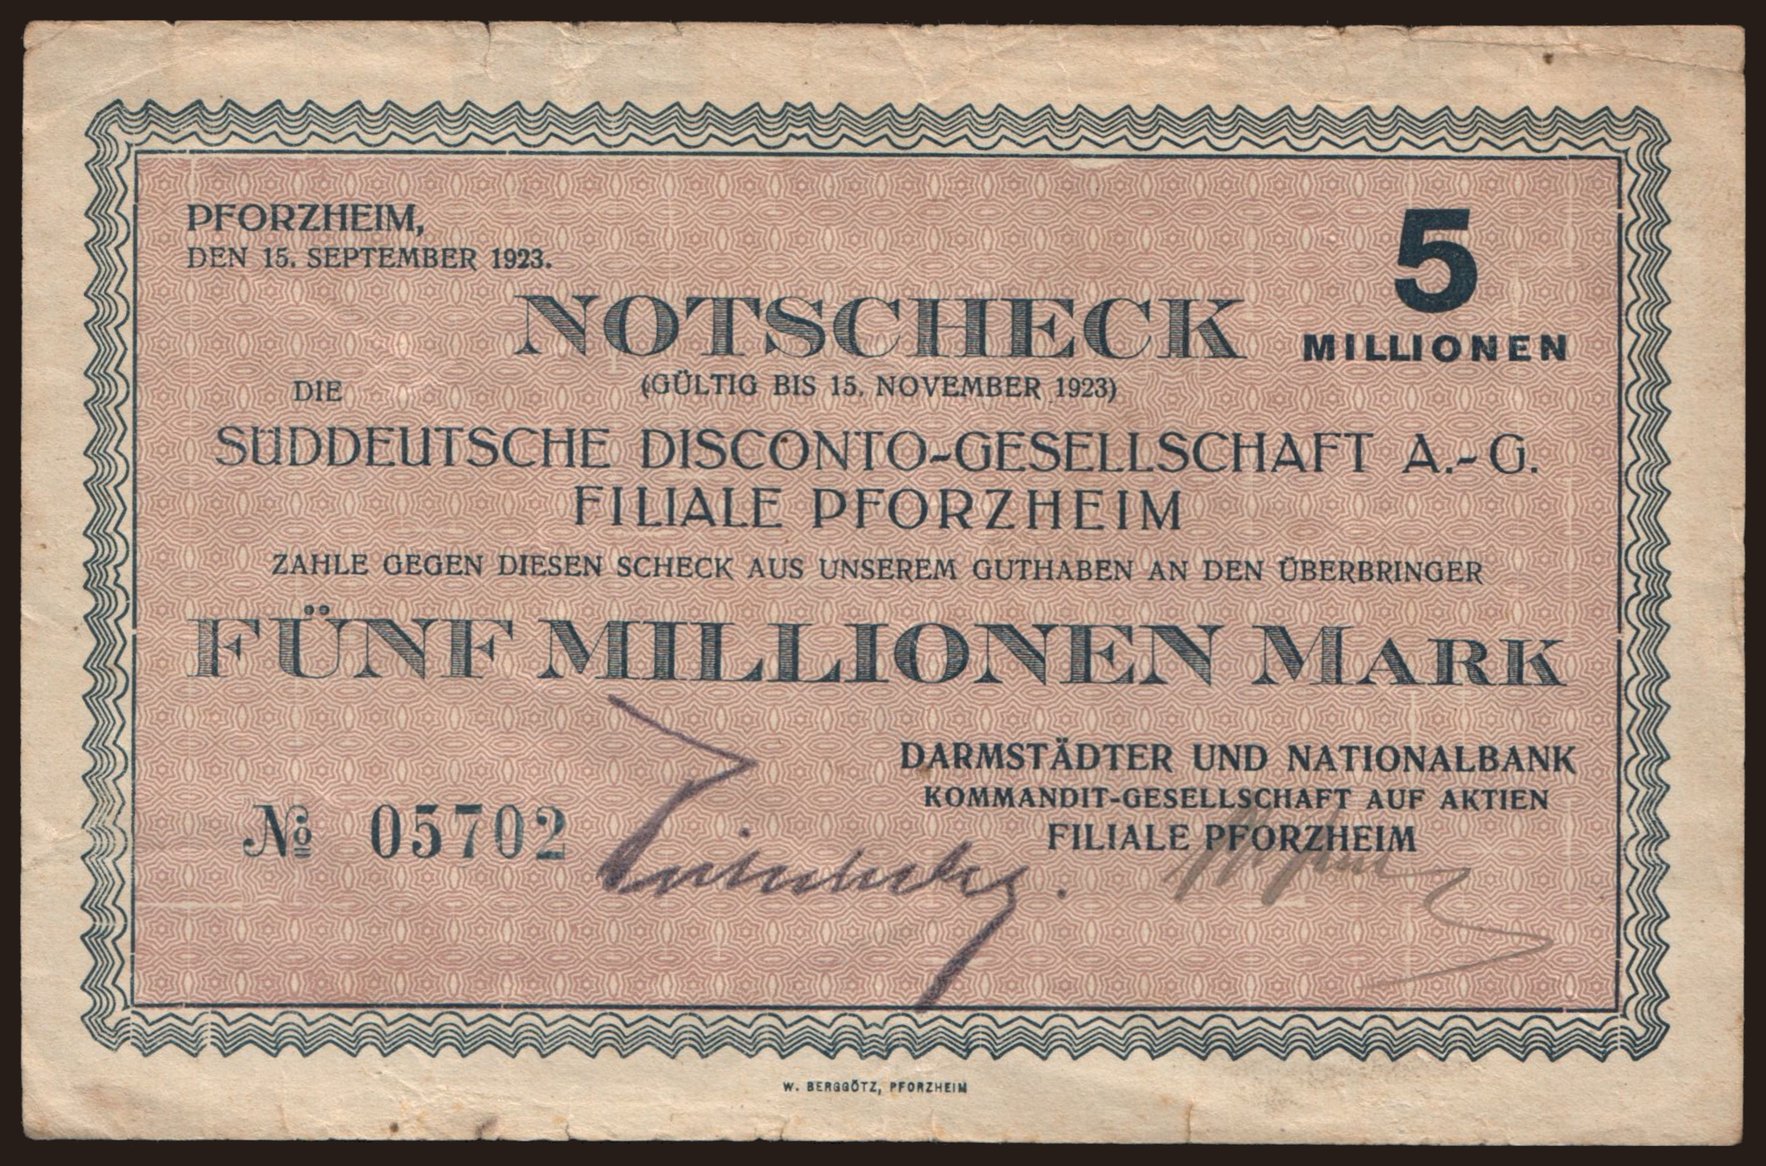 PFORZHEIM,
DEN 15. SEPTEMBER 1923.
5
MILLIONEN
NOTSCHECK
(GÜLTIG BIS 15. NOVEMBER 1923)
DIE
SÜDDEUTSCHE DISCONTO-GESELLSCHAFT A.-G.
FILIALE PFORZHEIM
ZAHLE GEGEN DIESEN SCHECK AUS UNSEREM GUTHABEN AN DEN ÜBERBRINGER
FÜNF MILLIONEN MARK
DARMSTÄDTER UND NATIONALBANK
KOMMANDIT-GESELLSCHAFT AUF AKTIEN
FILIALE PFORZHEIM
№ 05702
W. BERGGÖTZ, PFORZHEIM